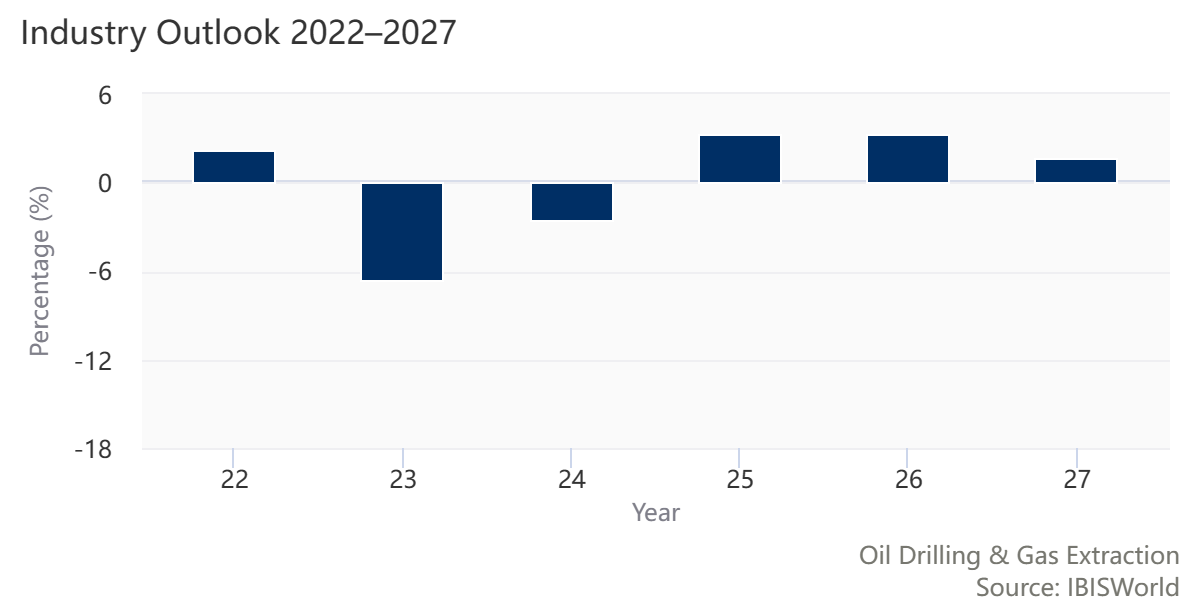 Industry Outlook 2022–2027
6
0
-6
-12
-18
Percentage (%)
22 23 24 25 26 27
Year
Oil Drilling & Gas Extraction
Source: IBISWorld